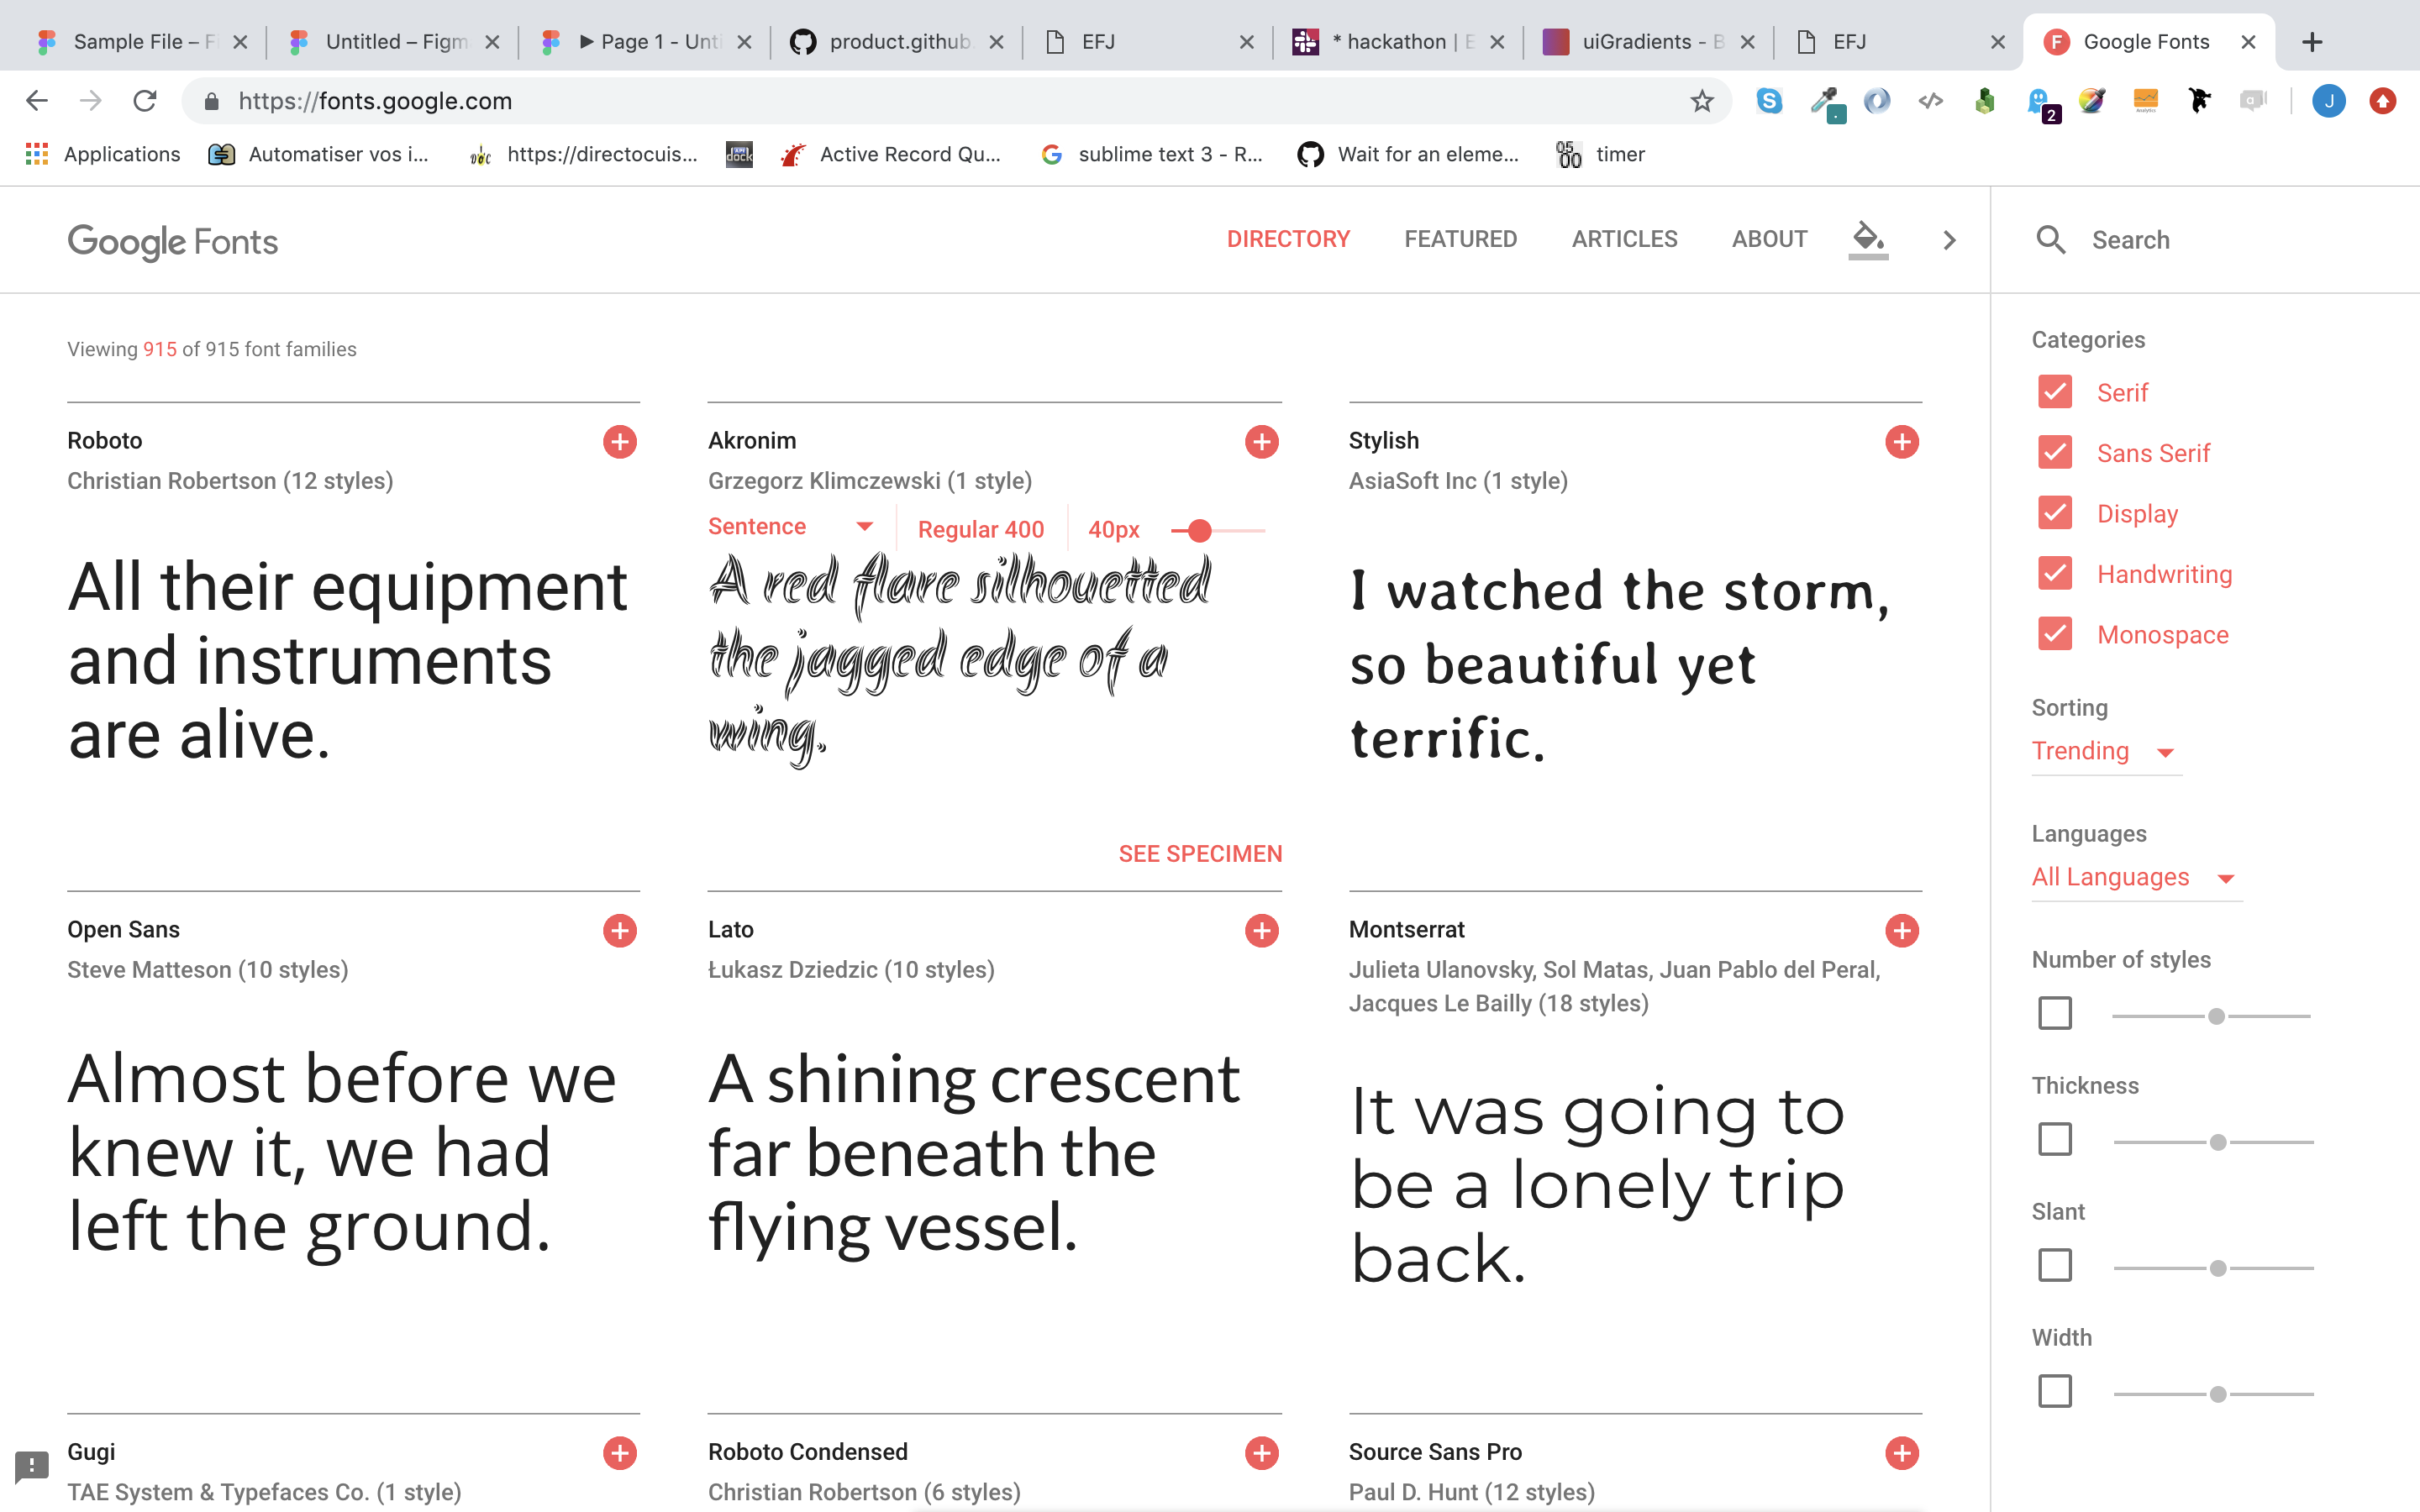 Sample File – Fi
Untitled – Figm
▶ Page 1 - Unti
product.github.
EFJ
* hackathon | E
uiGradients - B
EFJ
Google Fonts
https://fonts.google.com
Applications
Automatiser vos i...
https://directocuis...
Active Record Qu...
sublime text 3 - R...
Wait for an eleme...
timer
Google Fonts
DIRECTORY
FEATURED
ARTICLES
ABOUT
Search
Viewing 915 of 915 font families
Roboto
Christian Robertson (12 styles)
All their equipment
and instruments
are alive.
Akronim
Grzegorz Klimczewski (1 style)
Sentence
Regular 400
40px
A red flare silhouetted
the jagged edge of a
wing.
SEE SPECIMEN
Stylish
AsiaSoft Inc (1 style)
I watched the storm,
so beautiful yet
terrific.
Open Sans
Steve Matteson (10 styles)
Almost before we
knew it, we had
left the ground.
Lato
Łukasz Dziedzic (10 styles)
A shining crescent
far beneath the
flying vessel.
Montserrat
Julieta Ulanovsky, Sol Matas, Juan Pablo del Peral,
Jacques Le Bailly (18 styles)
It was going to
be a lonely trip
back.
Gugi
TAE System & Typefaces Co. (1 style)
Roboto Condensed
Christian Robertson (6 styles)
Source Sans Pro
Paul D. Hunt (12 styles)
Categories
Serif
Sans Serif
Display
Handwriting
Monospace
Sorting
Trending
Languages
All Languages
Number of styles
Thickness
Slant
Width